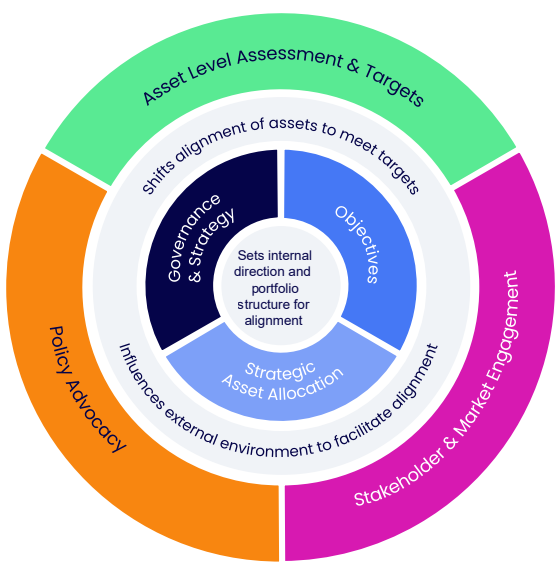 Asset Level Assessment & Targets
Shifts alignment of assets to meet targets
Governance
& Strategy
Objectives
Sets internal
direction and
portfolio
structure for
alignment
Strategic
Asset Allocation
Influences external environment to facilitate alignment
Policy Advocacy
Stakeholder & Market Engagement